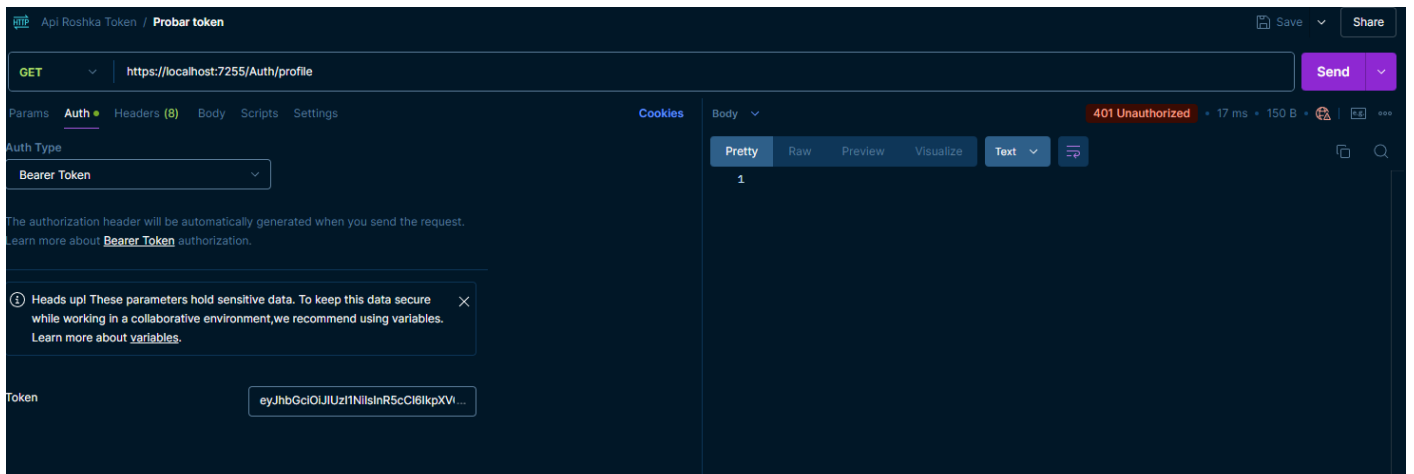 HTTP Api Roshka Token / Probar token Save Share
GET https://localhost:7255/Auth/profile Send
Params Auth Headers (8) Body Scripts Settings Cookies
Auth Type
Bearer Token
The authorization header will be automatically generated when you send the request.
Learn more about Bearer Token authorization.
Heads up! These parameters hold sensitive data. To keep this data secure
while working in a collaborative environment,we recommend using variables.
Learn more about variables.
Token
Body 401 Unauthorized • 17 ms • 150 B •
Pretty Raw Preview Visualize Text
1